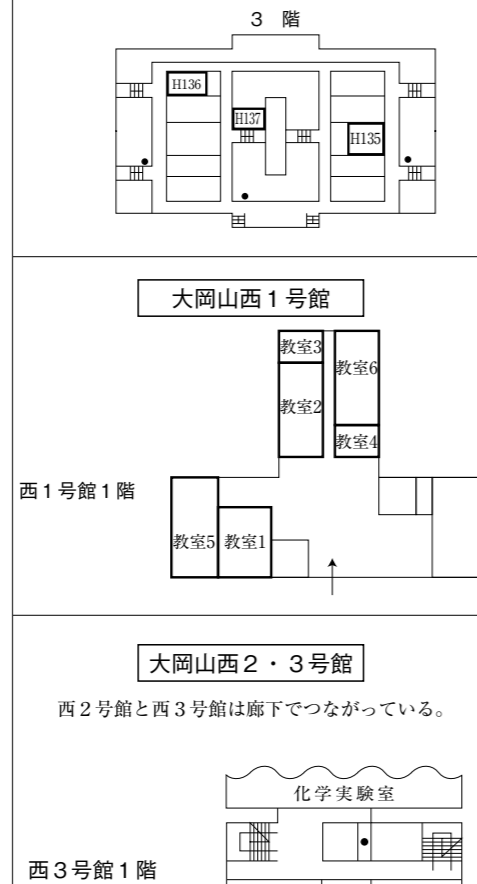 3 階
H136
H137
H135
大岡山西1号館
教室3
教室6
教室2
教室4
西1号館1階
教室5
教室1
大岡山西2・3号館
西2号館と西3号館は廊下でつながっている。
化学実験室
西3号館1階